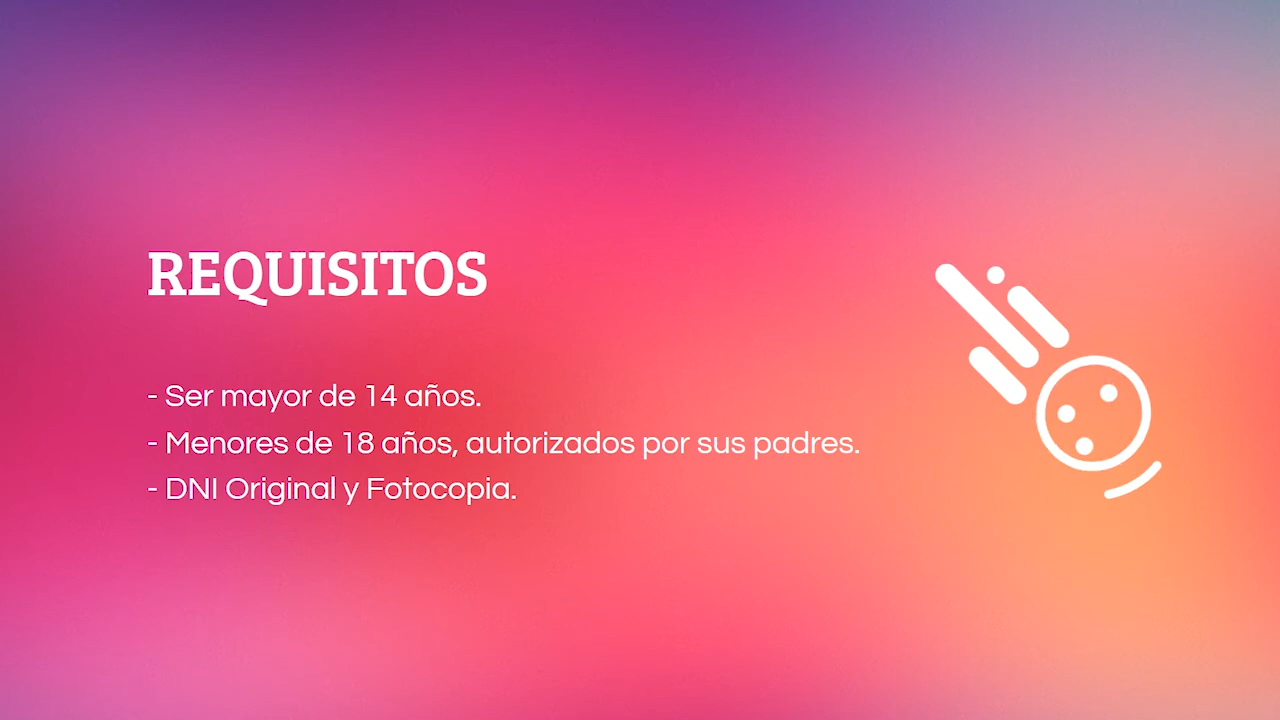 REQUISITOS
- Ser mayor de 14 años.
- Menores de 18 años, autorizados por sus padres.
- DNI Original y Fotocopia.